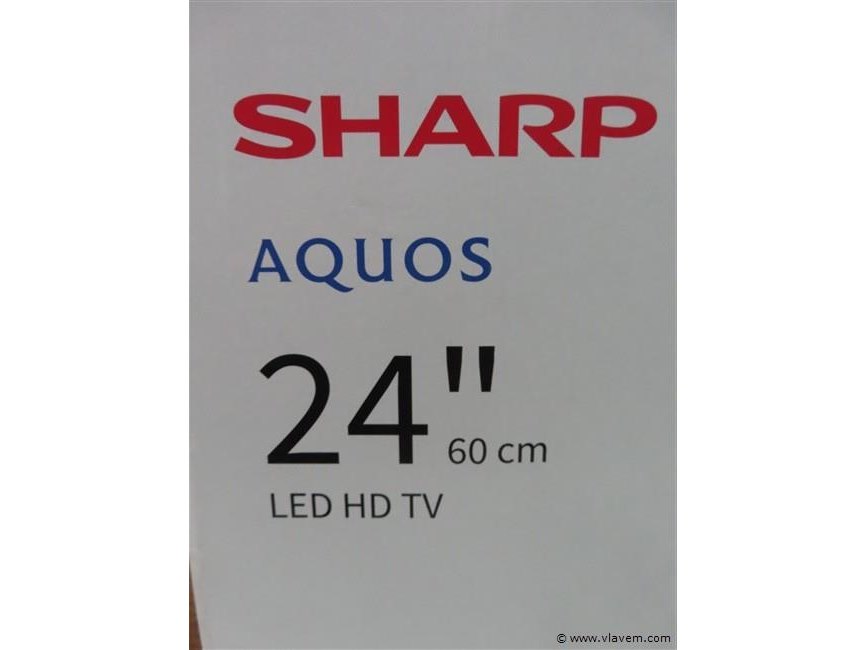 SHARP
AQUOS
24" 60 cm
LED HD TV
© www.vlavem.com